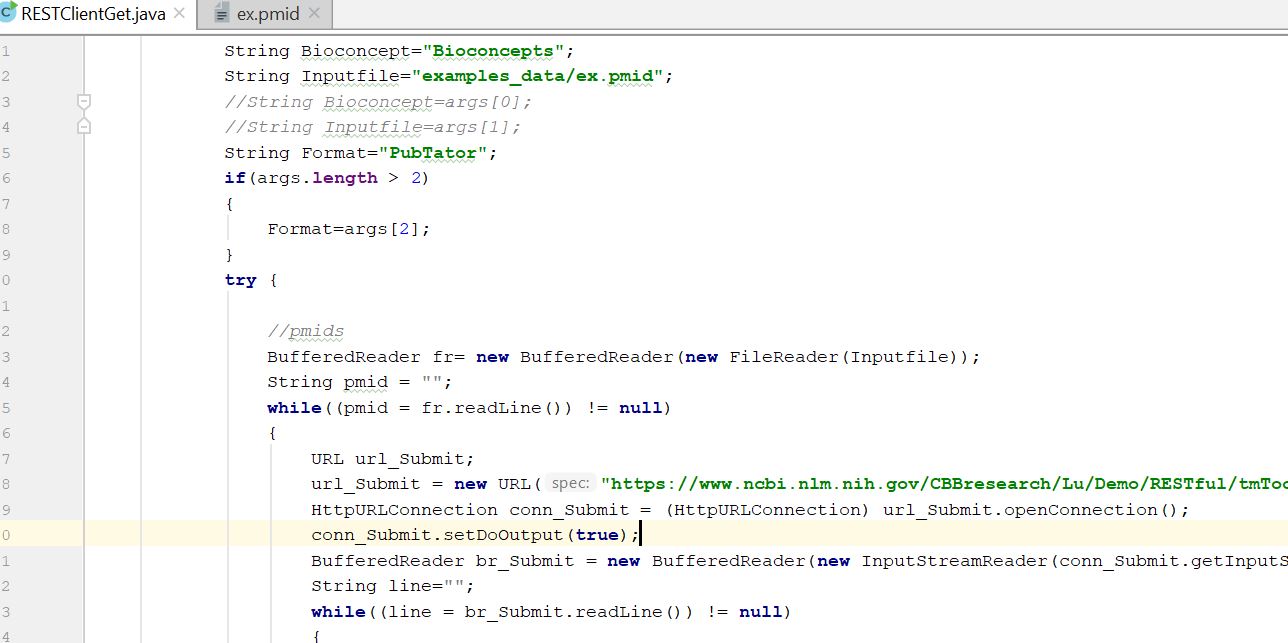 RESTClientGet.java ex.pmid
1 String Bioconcept="Bioconcepts";
2 String Inputfile="examples_data/ex.pmid";
3 //String Bioconcept=args[0];
4 //String Inputfile=args[1];
5 String Format="PubTator";
6 if(args.length > 2)
7 {
8 Format=args[2];
9 }
0 try {
1
2 //pmids
3 BufferedReader fr= new BufferedReader(new FileReader(Inputfile));
4 String pmid = "";
5 while((pmid = fr.readLine()) != null)
6 {
7 URL url_Submit;
8 url_Submit = new URL( spec: "https://www.ncbi.nlm.nih.gov/CBBresearch/Lu/Demo/RESTful/tmToo
9 HttpURLConnection conn_Submit = (HttpURLConnection) url_Submit.openConnection();
0 conn_Submit.setDoOutput(true);
1 BufferedReader br_Submit = new BufferedReader(new InputStreamReader(conn_Submit.getInputS
2 String line="";
3 while((line = br_Submit.readLine()) != null)
4 {